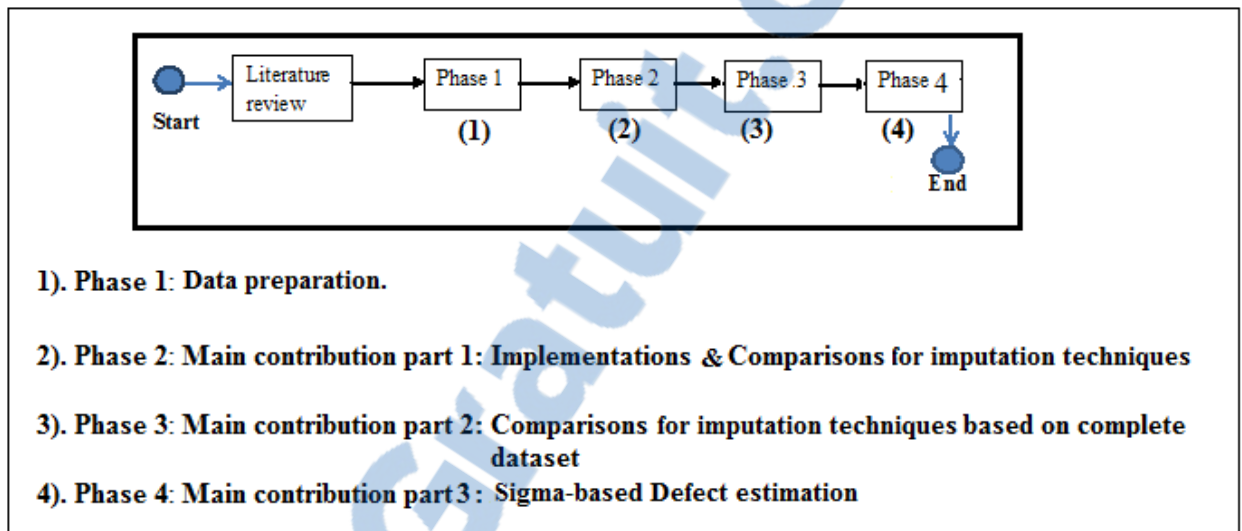 Literature
review
Phase 1
Phase 2
Phase .3
Phase 4
Start
(1)
(2)
(3)
(4)
End
1). Phase 1: Data preparation.
2). Phase 2: Main contribution part 1: Implementations & Comparisons for imputation techniques
3). Phase 3: Main contribution part 2: Comparisons for imputation techniques based on complete
dataset
4). Phase 4: Main contribution part 3: Sigma-based Defect estimation
Gratuit.c